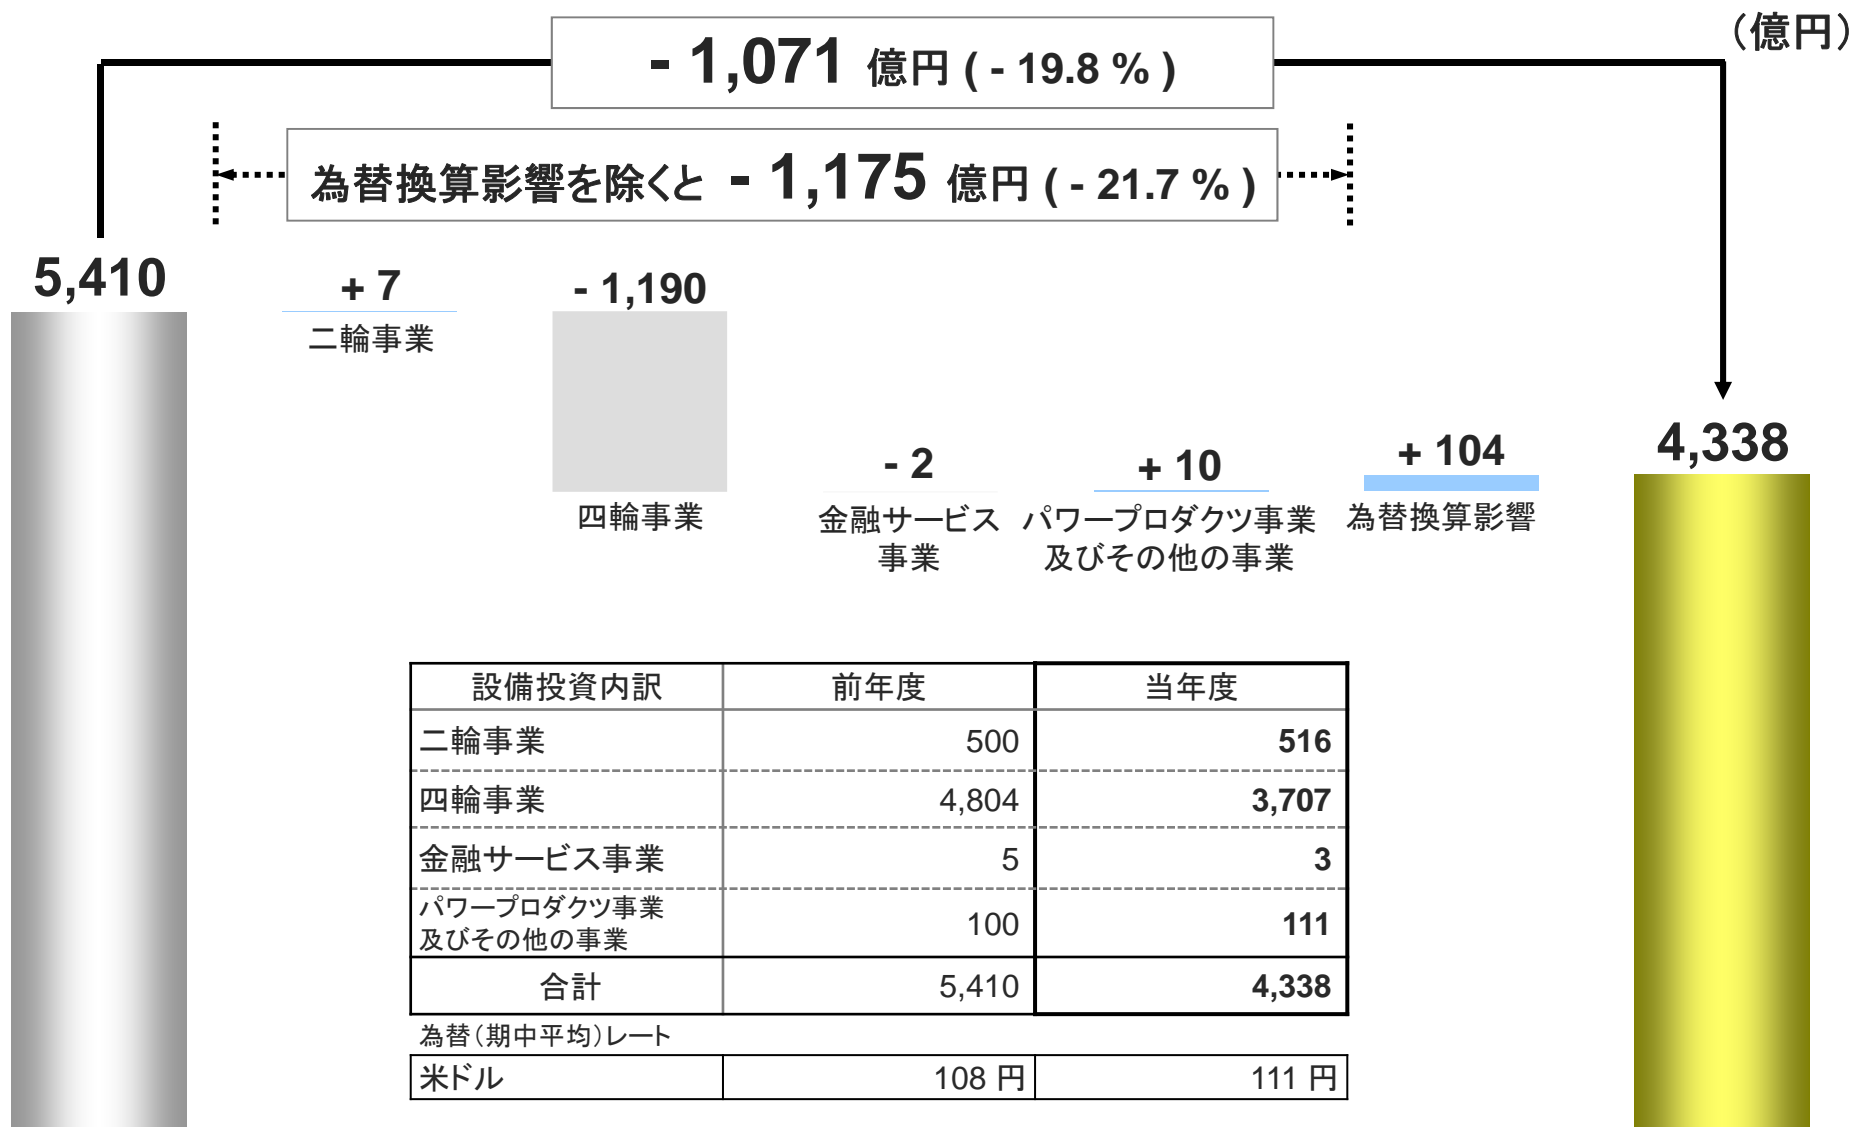 （億円）
- 1,071 億円 ( - 19.8 % )
為替換算影響を除くと - 1,175 億円 ( - 21.7 % )
5,410
+ 7
二輪事業
- 1,190
四輪事業
- 2
金融サービス
事業
+ 10
パワープロダクツ事業
及びその他の事業
+ 104
為替換算影響
4,338
設備投資内訳 前年度 当年度
二輪事業 500 516
四輪事業 4,804 3,707
金融サービス事業 5 3
パワープロダクツ事業
及びその他の事業 100 111
合計 5,410 4,338
為替（期中平均）レート
米ドル 108 円 111 円